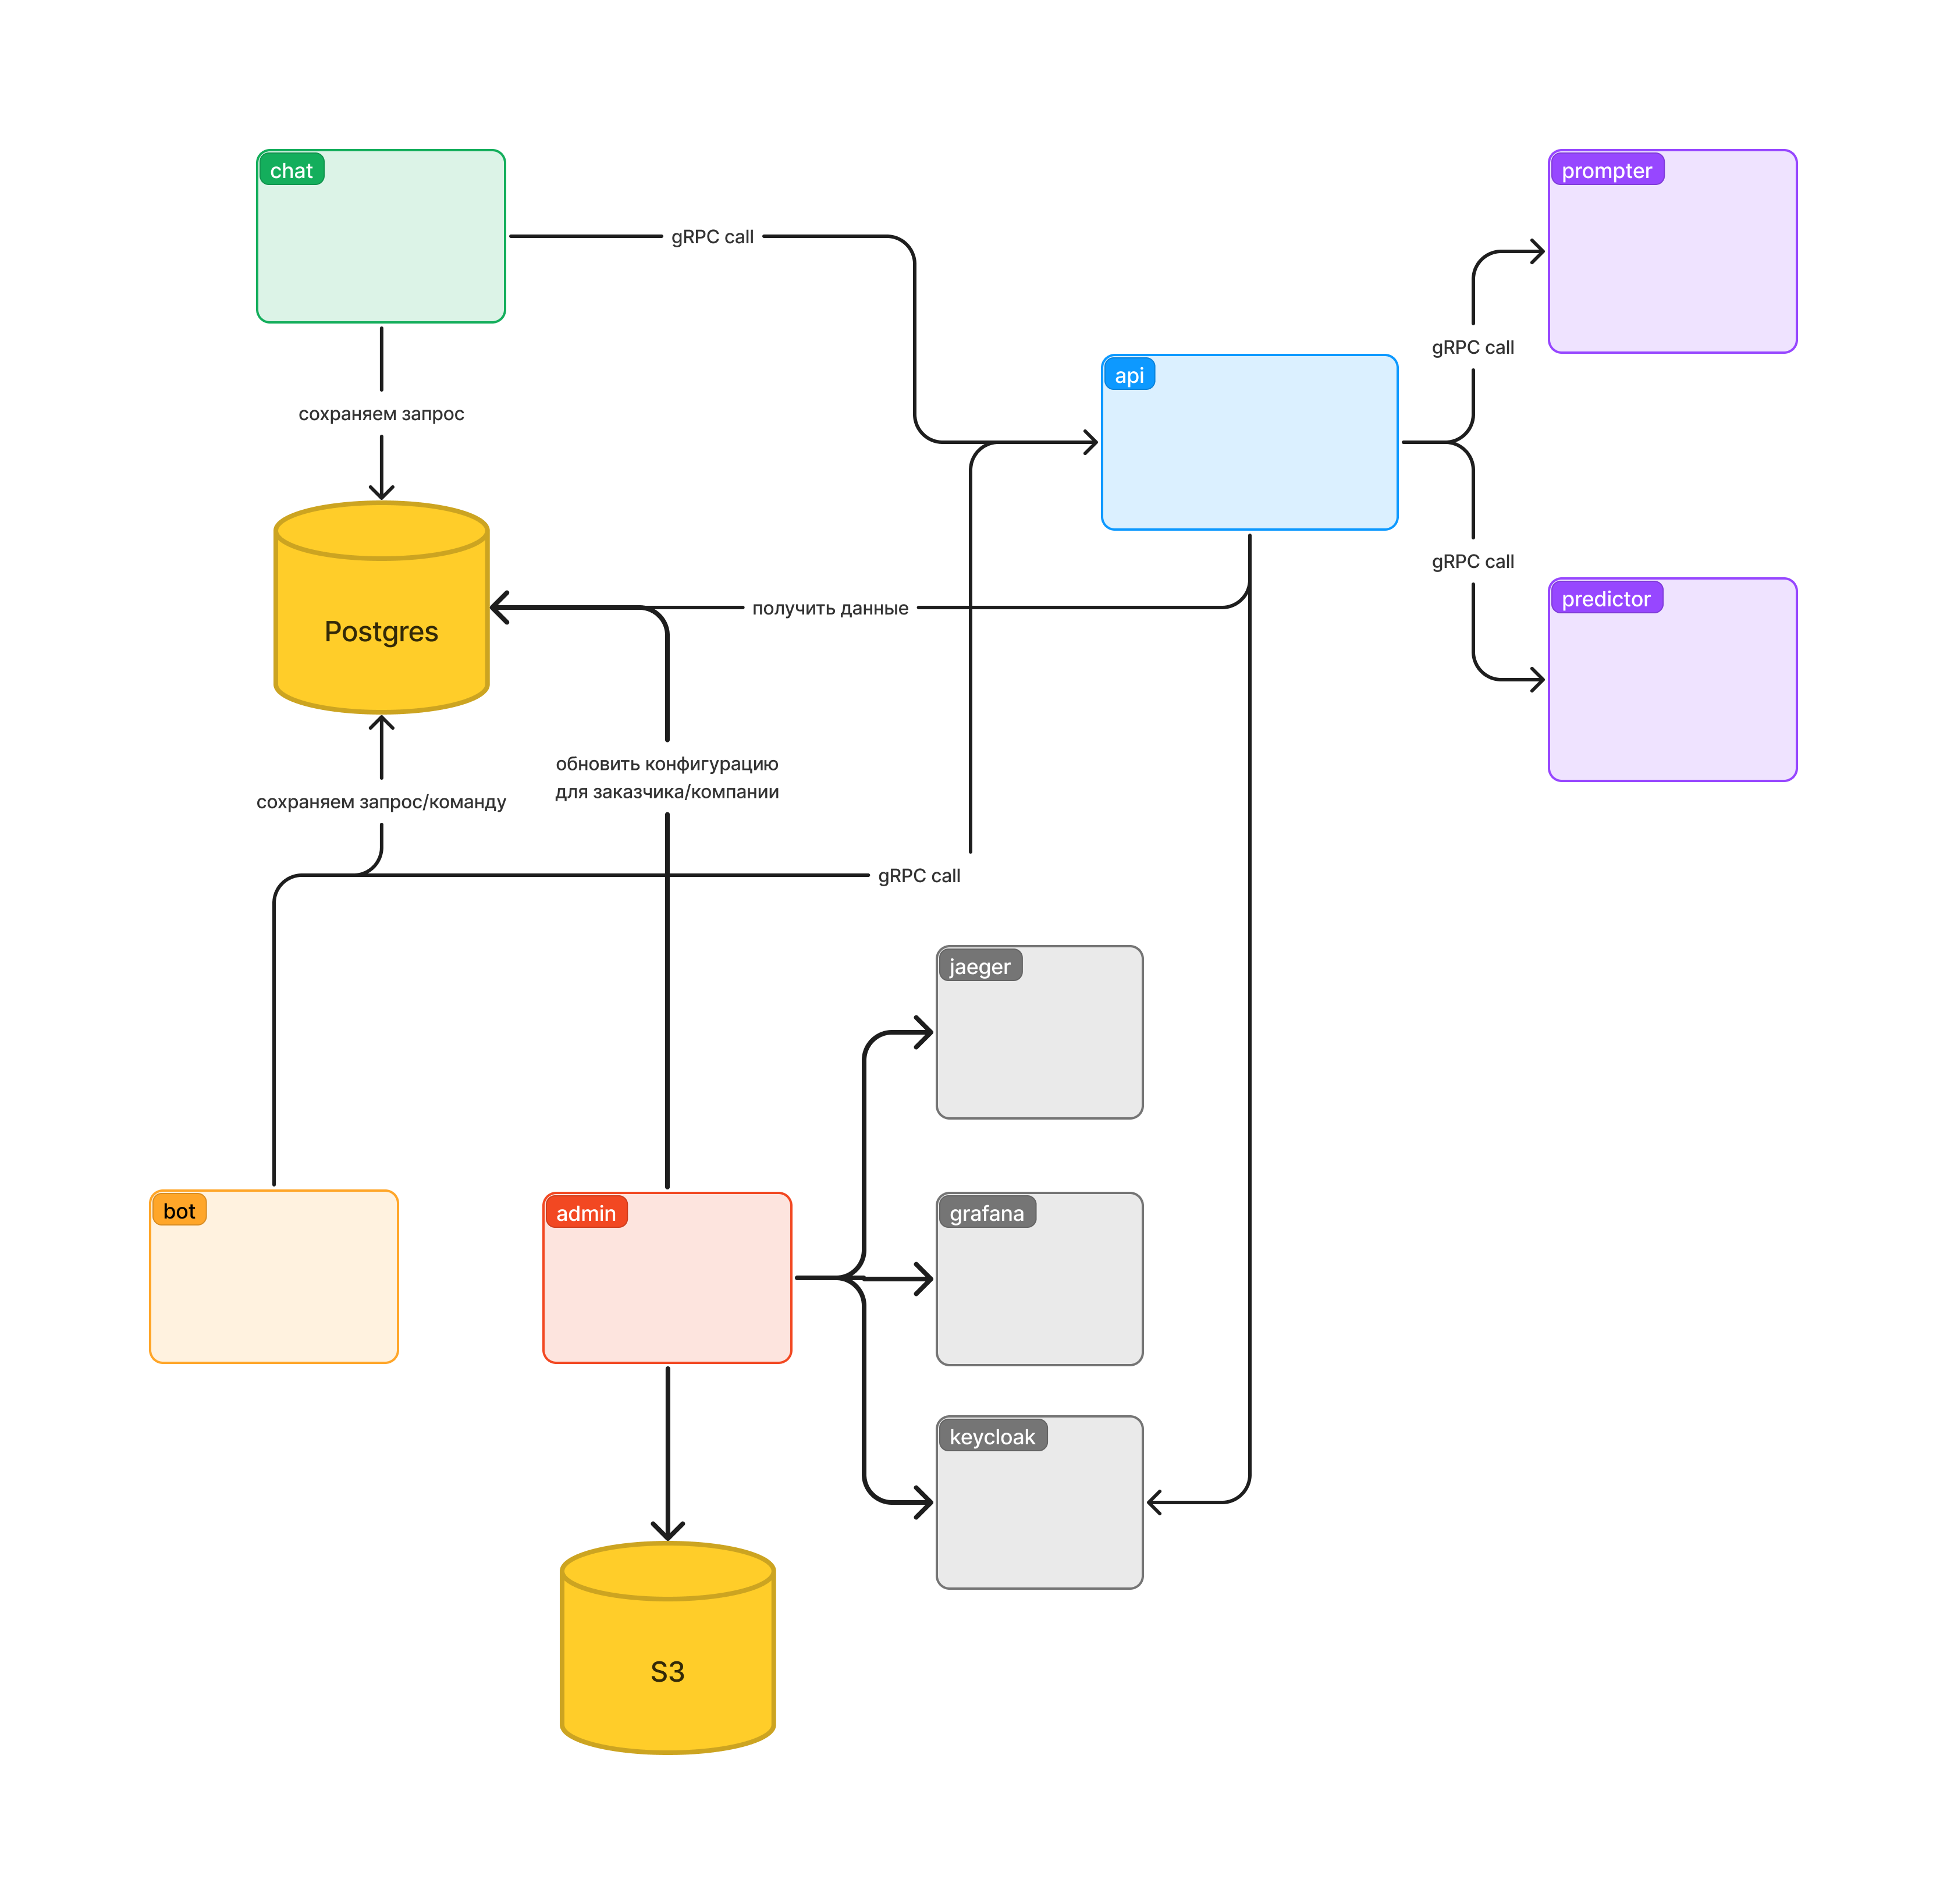 chat
prompter
gRPC call
gRPC call
api
сохраняем запрос
gRPC call
predictor
получить данные
Postgres
обновить конфигурацию
для заказчика/компании
сохраняем запрос/команду
gRPC call
jaeger
bot
admin
grafana
keycloak
S3